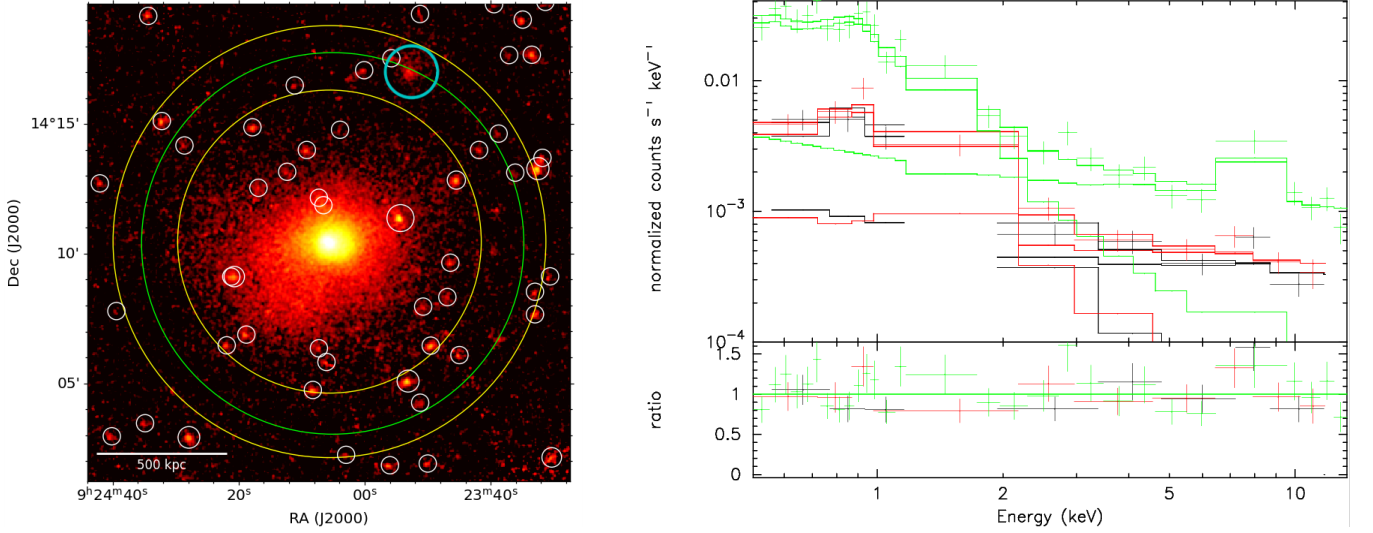 Dec (J2000)
14°15'
10'
05'
500 kpc
9ʰ24ᵐ40ˢ
20ˢ
00ˢ
23ᵐ40ˢ
RA (J2000)
normalized counts s⁻¹ keV⁻¹
0.01
10⁻³
10⁻⁴
ratio
1.5
1
0.5
0
1
2
5
10
Energy (keV)